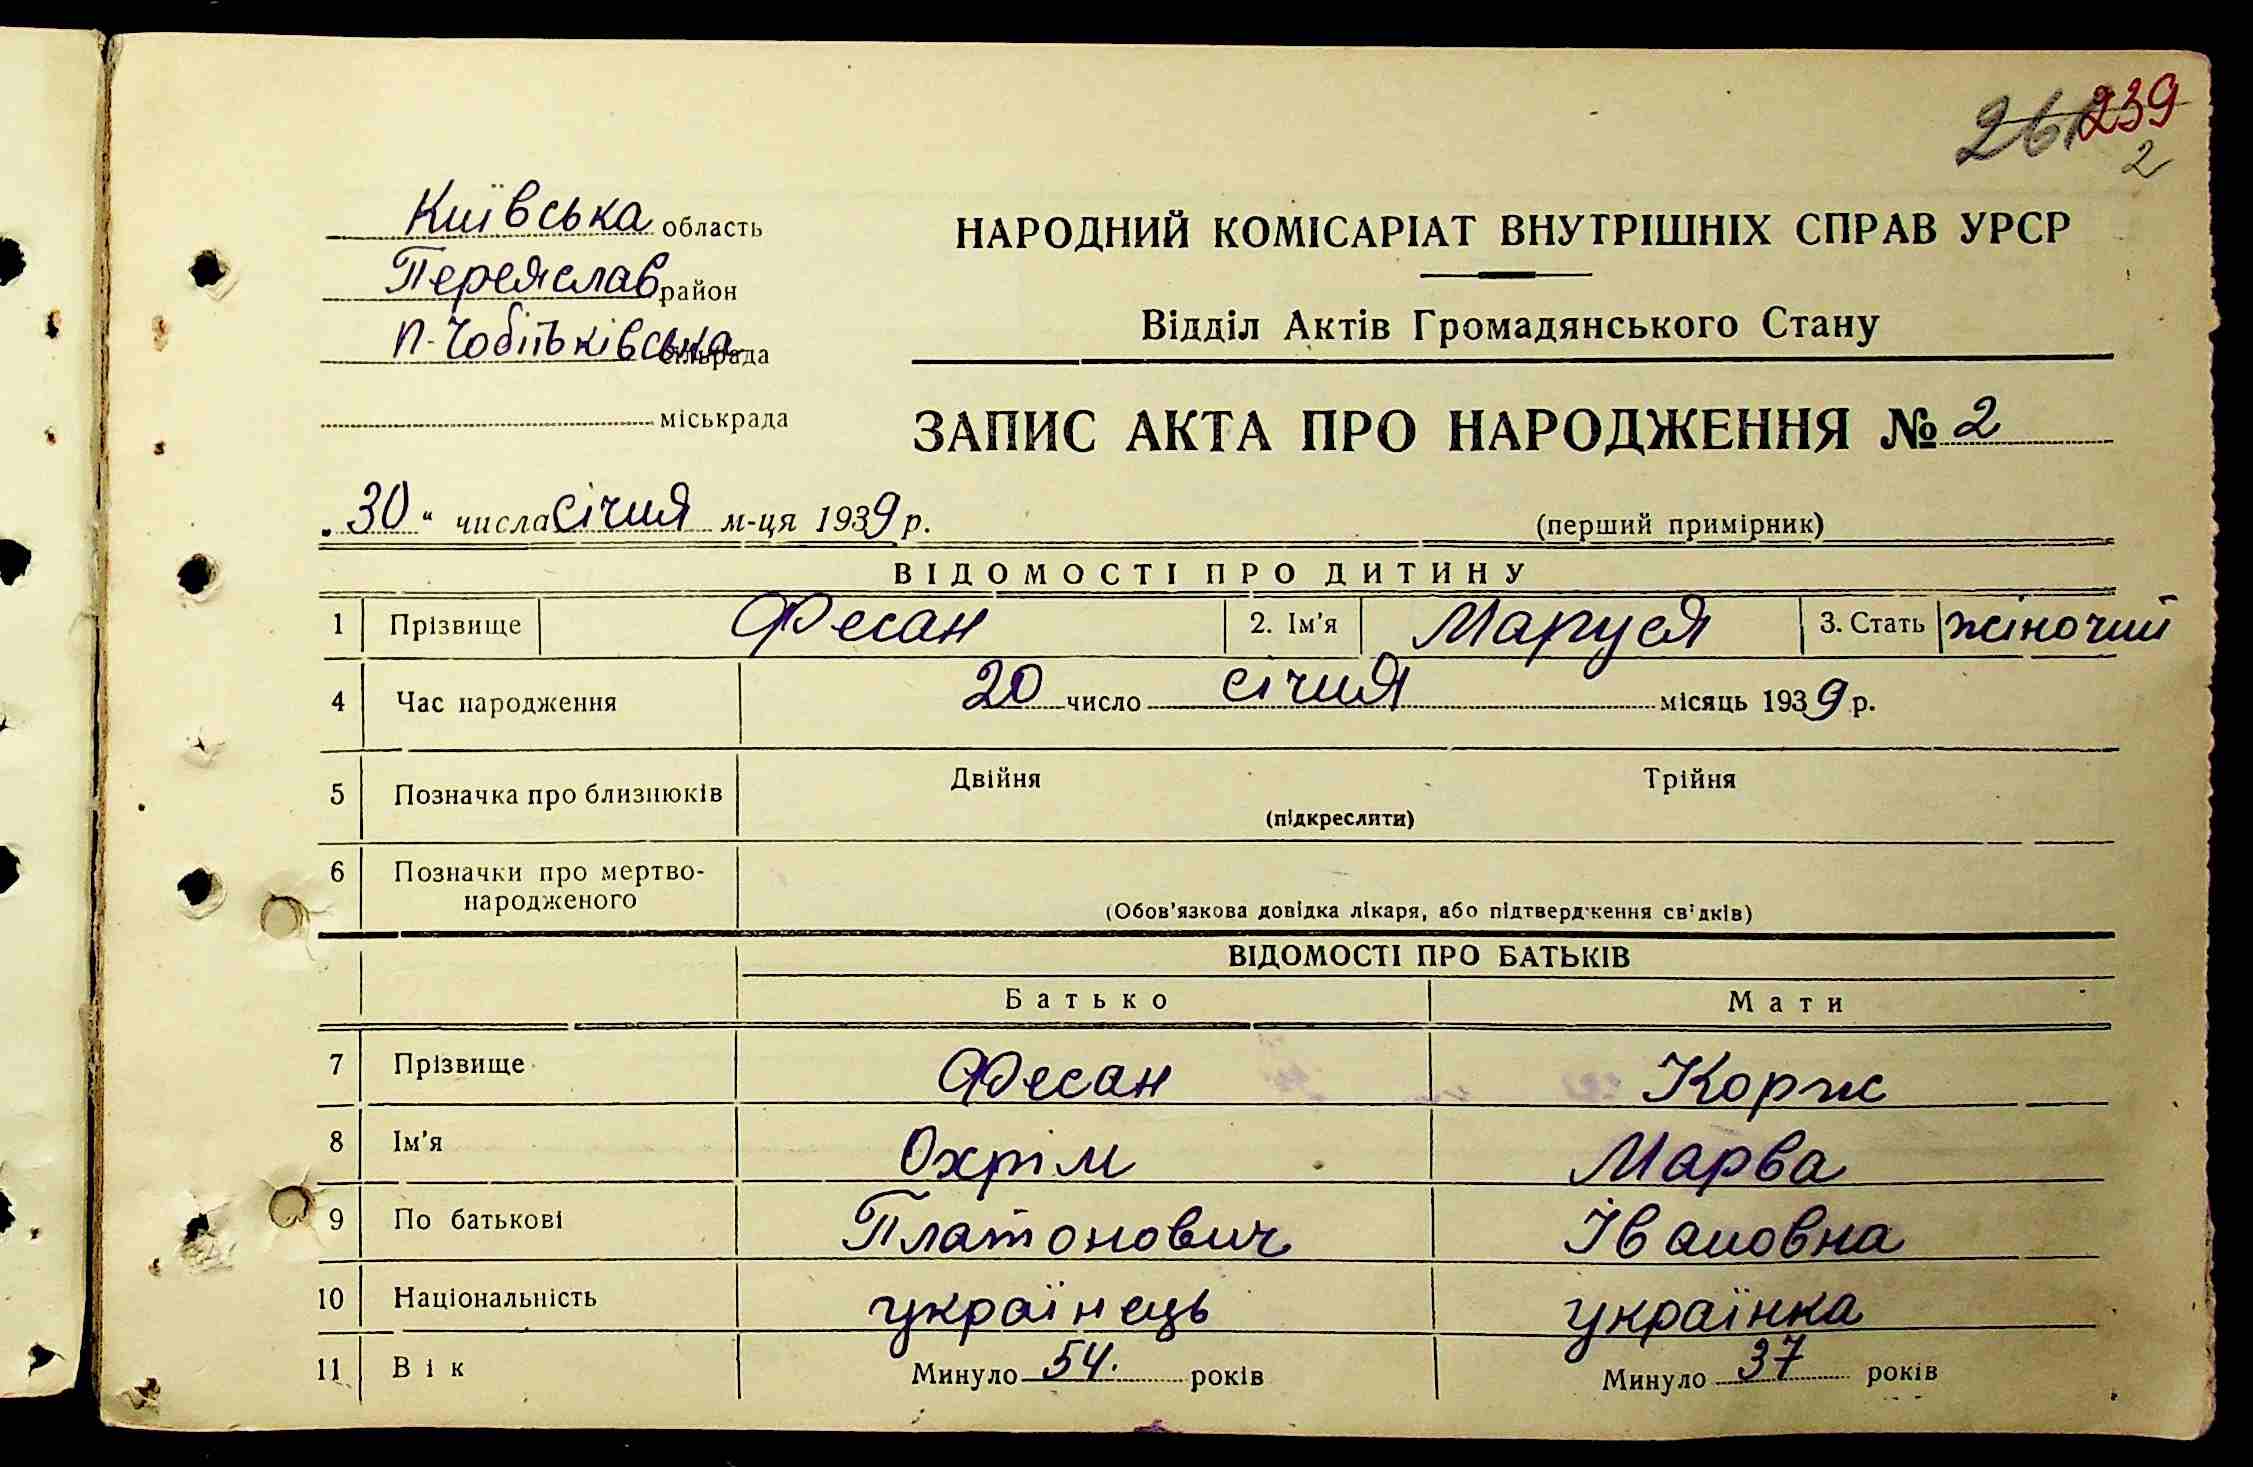 261 239
2
Київська область
Переяслав район
П-Чобітьківська сільрада
міськрада
НАРОДНИЙ КОМІСАРІАТ ВНУТРІШНІХ СПРАВ УРСР
Відділ Актів Громадянського Стану
ЗАПИС АКТА ПРО НАРОДЖЕННЯ № 2
„30“ числа січня м-ця 1939 р.
(перший примірник)
ВІДОМОСТІ ПРО ДИТИНУ
1 Прізвище Фесан 2. Ім'я Маруся 3. Стать жіночий
4 Час народження 20 число січня місяць 1939 р.
5 Позначка про близнюків Двійня Трійня
(підкреслити)
6 Позначки про мертво-
народженого
(Обов'язкова довідка лікаря, або підтвердження свідків)
ВІДОМОСТІ ПРО БАТЬКІВ
Батько Мати
7 Прізвище Фесан Корж
8 Ім'я Охрім Марва
9 По батькові Платонович Івановна
10 Національність українець українка
11 Вік Минуло 54. років Минуло 37 років